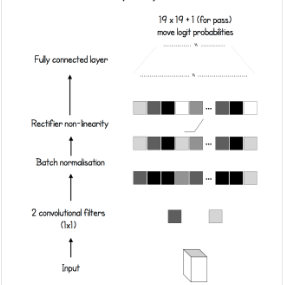 19 x 19 + 1 (for pass)
move logit probabilities
Fully connected layer
Rectifier non-linearity
Batch normalisation
2 convolutional filters
(1x1)
Input